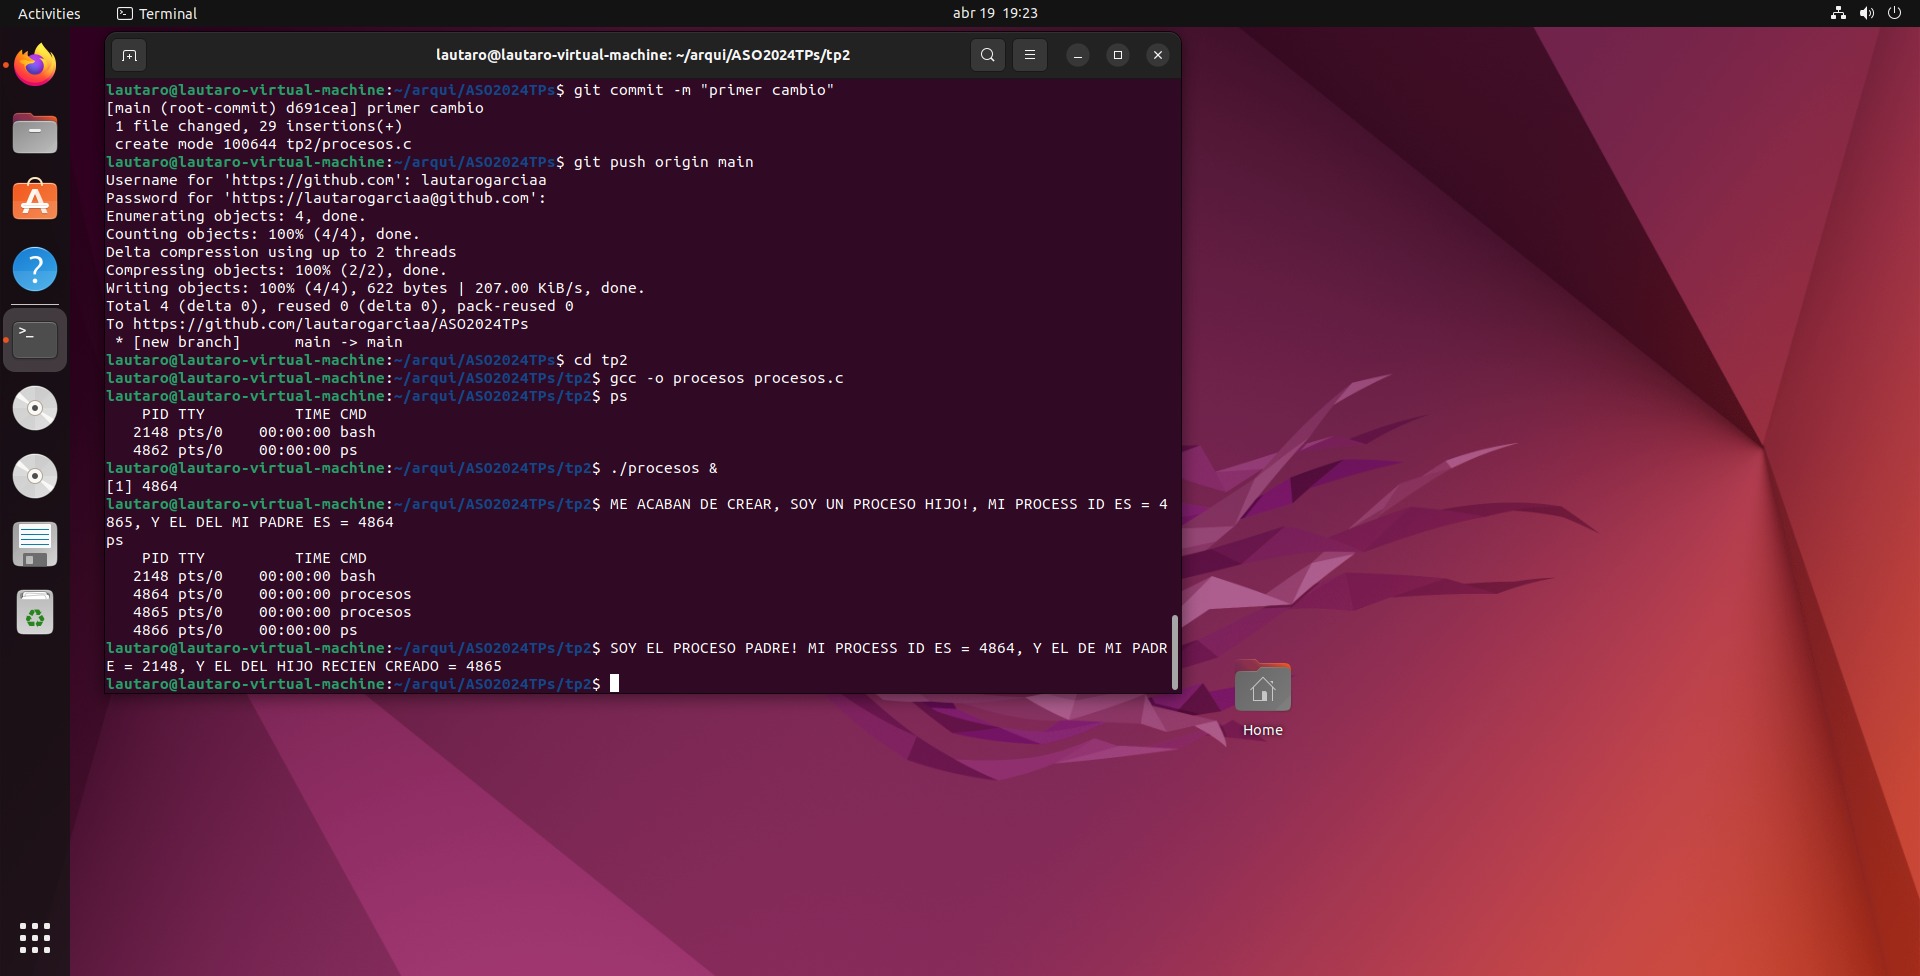 Activities Terminal abr 19 19:23
lautaro@lautaro-virtual-machine: ~/arqui/ASO2024TPs/tp2
lautaro@lautaro-virtual-machine:~/arqui/ASO2024TPs$ git commit -m "primer cambio"
[main (root-commit) d691cea] primer cambio
 1 file changed, 29 insertions(+)
 create mode 100644 tp2/procesos.c
lautaro@lautaro-virtual-machine:~/arqui/ASO2024TPs$ git push origin main
Username for 'https://github.com': lautarogarciaa
Password for 'https://lautarogarciaa@github.com':
Enumerating objects: 4, done.
Counting objects: 100% (4/4), done.
Delta compression using up to 2 threads
Compressing objects: 100% (2/2), done.
Writing objects: 100% (4/4), 622 bytes | 207.00 KiB/s, done.
Total 4 (delta 0), reused 0 (delta 0), pack-reused 0
To https://github.com/lautarogarciaa/ASO2024TPs
 * [new branch]      main -> main
lautaro@lautaro-virtual-machine:~/arqui/ASO2024TPs$ cd tp2
lautaro@lautaro-virtual-machine:~/arqui/ASO2024TPs/tp2$ gcc -o procesos procesos.c
lautaro@lautaro-virtual-machine:~/arqui/ASO2024TPs/tp2$ ps
    PID TTY          TIME CMD
   2148 pts/0    00:00:00 bash
   4862 pts/0    00:00:00 ps
lautaro@lautaro-virtual-machine:~/arqui/ASO2024TPs/tp2$ ./procesos &
[1] 4864
lautaro@lautaro-virtual-machine:~/arqui/ASO2024TPs/tp2$ ME ACABAN DE CREAR, SOY UN PROCESO HIJO!, MI PROCESS ID ES = 4
865, Y EL DEL MI PADRE ES = 4864
ps
    PID TTY          TIME CMD
   2148 pts/0    00:00:00 bash
   4864 pts/0    00:00:00 procesos
   4865 pts/0    00:00:00 procesos
   4866 pts/0    00:00:00 ps
lautaro@lautaro-virtual-machine:~/arqui/ASO2024TPs/tp2$ SOY EL PROCESO PADRE! MI PROCESS ID ES = 4864, Y EL DE MI PADR
E = 2148, Y EL DEL HIJO RECIEN CREADO = 4865
lautaro@lautaro-virtual-machine:~/arqui/ASO2024TPs/tp2$
Home